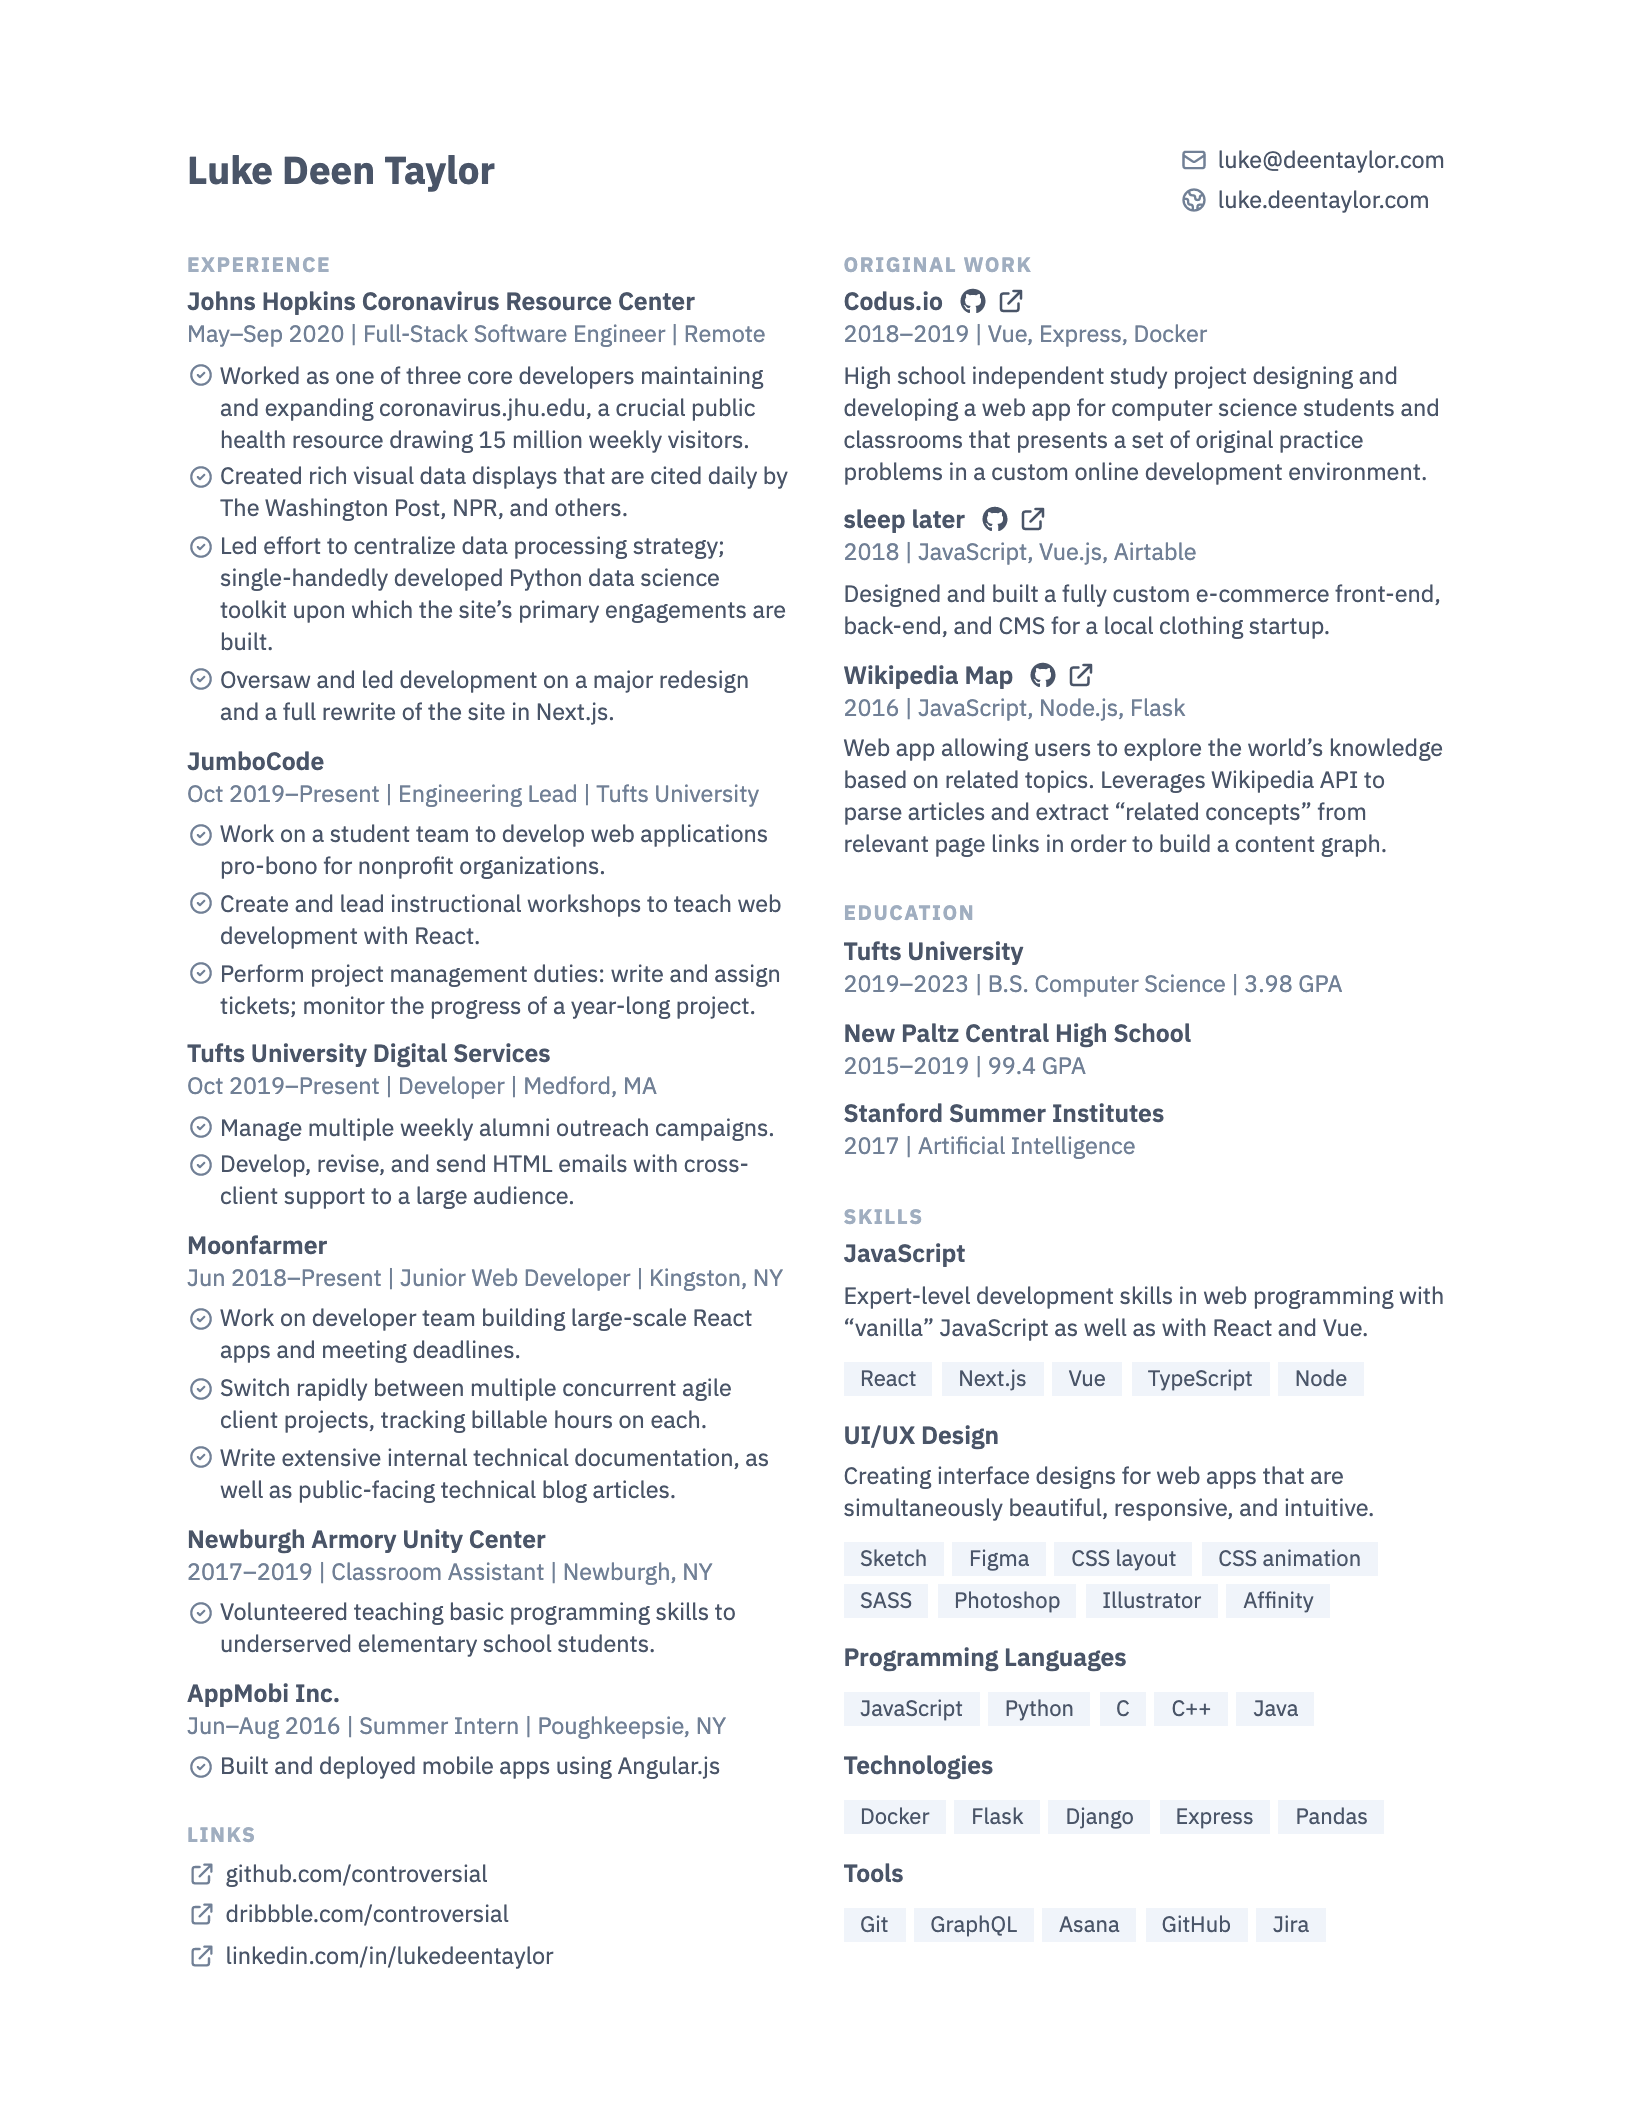 Luke Deen Taylor
luke@deentaylor.com
luke.deentaylor.com
EXPERIENCE
Johns Hopkins Coronavirus Resource Center
May–Sep 2020 | Full-Stack Software Engineer | Remote
Worked as one of three core developers maintaining
and expanding coronavirus.jhu.edu, a crucial public
health resource drawing 15 million weekly visitors.
Created rich visual data displays that are cited daily by
The Washington Post, NPR, and others.
Led effort to centralize data processing strategy;
single-handedly developed Python data science
toolkit upon which the site’s primary engagements are
built.
Oversaw and led development on a major redesign
and a full rewrite of the site in Next.js.
JumboCode
Oct 2019–Present | Engineering Lead | Tufts University
Work on a student team to develop web applications
pro-bono for nonprofit organizations.
Create and lead instructional workshops to teach web
development with React.
Perform project management duties: write and assign
tickets; monitor the progress of a year-long project.
Tufts University Digital Services
Oct 2019–Present | Developer | Medford, MA
Manage multiple weekly alumni outreach campaigns.
Develop, revise, and send HTML emails with cross-
client support to a large audience.
Moonfarmer
Jun 2018–Present | Junior Web Developer | Kingston, NY
Work on developer team building large-scale React
apps and meeting deadlines.
Switch rapidly between multiple concurrent agile
client projects, tracking billable hours on each.
Write extensive internal technical documentation, as
well as public-facing technical blog articles.
Newburgh Armory Unity Center
2017–2019 | Classroom Assistant | Newburgh, NY
Volunteered teaching basic programming skills to
underserved elementary school students.
AppMobi Inc.
Jun–Aug 2016 | Summer Intern | Poughkeepsie, NY
Built and deployed mobile apps using Angular.js
LINKS
github.com/controversial
dribbble.com/controversial
linkedin.com/in/lukedeentaylor
ORIGINAL WORK
Codus.io
2018–2019 | Vue, Express, Docker
High school independent study project designing and
developing a web app for computer science students and
classrooms that presents a set of original practice
problems in a custom online development environment.
sleep later
2018 | JavaScript, Vue.js, Airtable
Designed and built a fully custom e-commerce front-end,
back-end, and CMS for a local clothing startup.
Wikipedia Map
2016 | JavaScript, Node.js, Flask
Web app allowing users to explore the world’s knowledge
based on related topics. Leverages Wikipedia API to
parse articles and extract “related concepts” from
relevant page links in order to build a content graph.
EDUCATION
Tufts University
2019–2023 | B.S. Computer Science | 3.98 GPA
New Paltz Central High School
2015–2019 | 99.4 GPA
Stanford Summer Institutes
2017 | Artificial Intelligence
SKILLS
JavaScript
Expert-level development skills in web programming with
“vanilla” JavaScript as well as with React and Vue.
React Next.js Vue TypeScript Node
UI/UX Design
Creating interface designs for web apps that are
simultaneously beautiful, responsive, and intuitive.
Sketch Figma CSS layout CSS animation
SASS Photoshop Illustrator Affinity
Programming Languages
JavaScript Python C C++ Java
Technologies
Docker Flask Django Express Pandas
Tools
Git GraphQL Asana GitHub Jira